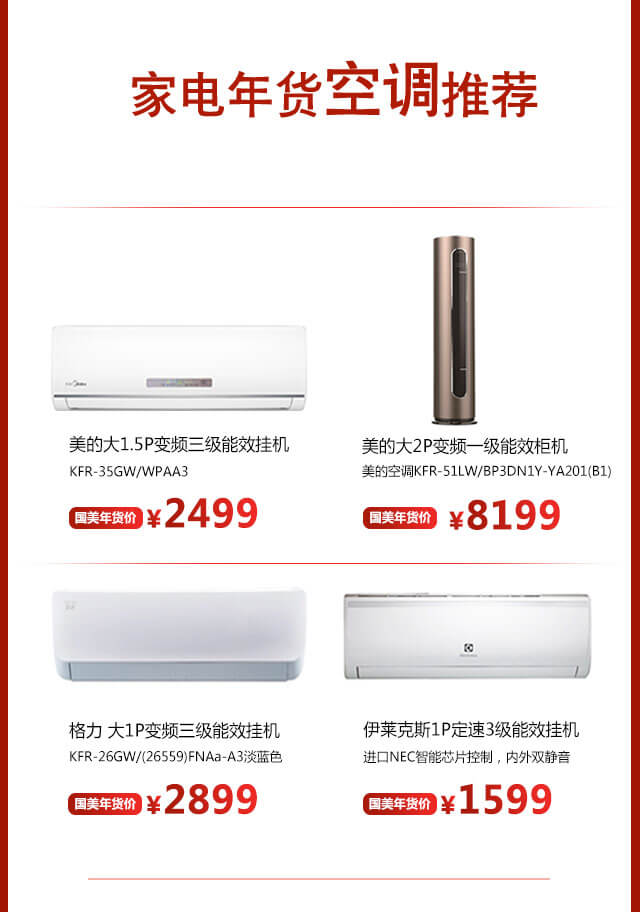 家电年货空调推荐
Midea
美的大1.5P变频三级能效挂机
KFR-35GW/WPAA3
国美年货价 ¥2499
美的大2P变频一级能效柜机
美的空调KFR-51LW/BP3DN1Y-YA201(B1)
国美年货价 ¥8199
格力 大1P变频三级能效挂机
KFR-26GW/(26559)FNAa-A3淡蓝色
国美年货价 ¥2899
伊莱克斯1P定速3级能效挂机
进口NEC智能芯片控制，内外双静音
国美年货价 ¥1599